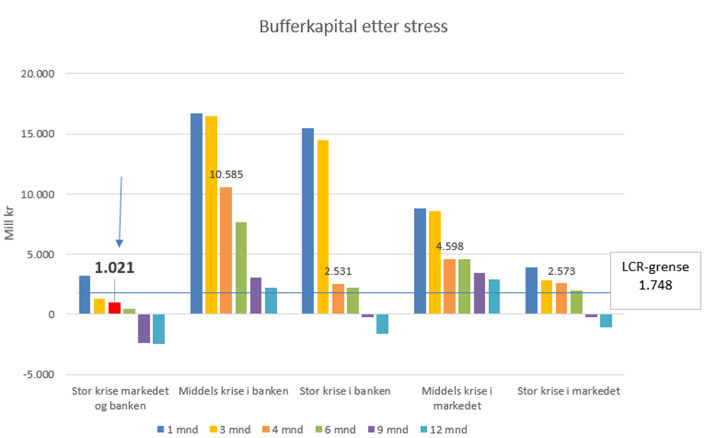 Bufferkapital etter stress
Mill kr
20.000
15.000
10.000
5.000
0
-5.000
1.021
10.585
2.531
4.598
2.573
LCR-grense
1.748
Stor krise markedet
og banken
Middels krise i banken
Stor krise i banken
Middels krise i
markedet
Stor krise i markedet
1 mnd 3 mnd 4 mnd 6 mnd 9 mnd 12 mnd